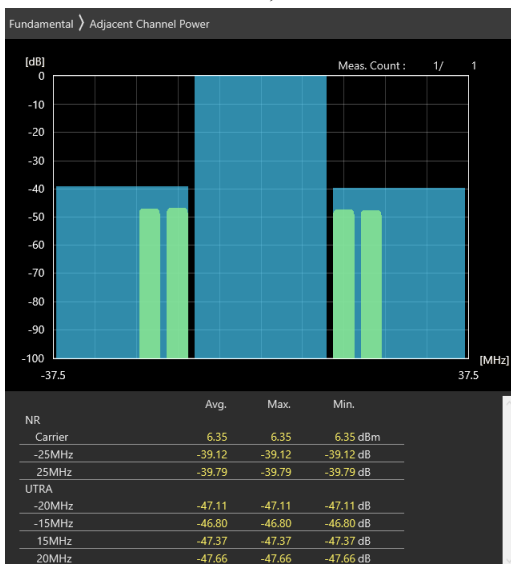 Fundamental 〉 Adjacent Channel Power
[dB]
Meas. Count : 1/ 1
0
-10
-20
-30
-40
-50
-60
-70
-80
-90
-100
[MHz]
-37.5 37.5
Avg. Max. Min.
NR
Carrier 6.35 6.35 6.35 dBm
-25MHz -39.12 -39.12 -39.12 dB
25MHz -39.79 -39.79 -39.79 dB
UTRA
-20MHz -47.11 -47.11 -47.11 dB
-15MHz -46.80 -46.80 -46.80 dB
15MHz -47.37 -47.37 -47.37 dB
20MHz -47.66 -47.66 -47.66 dB